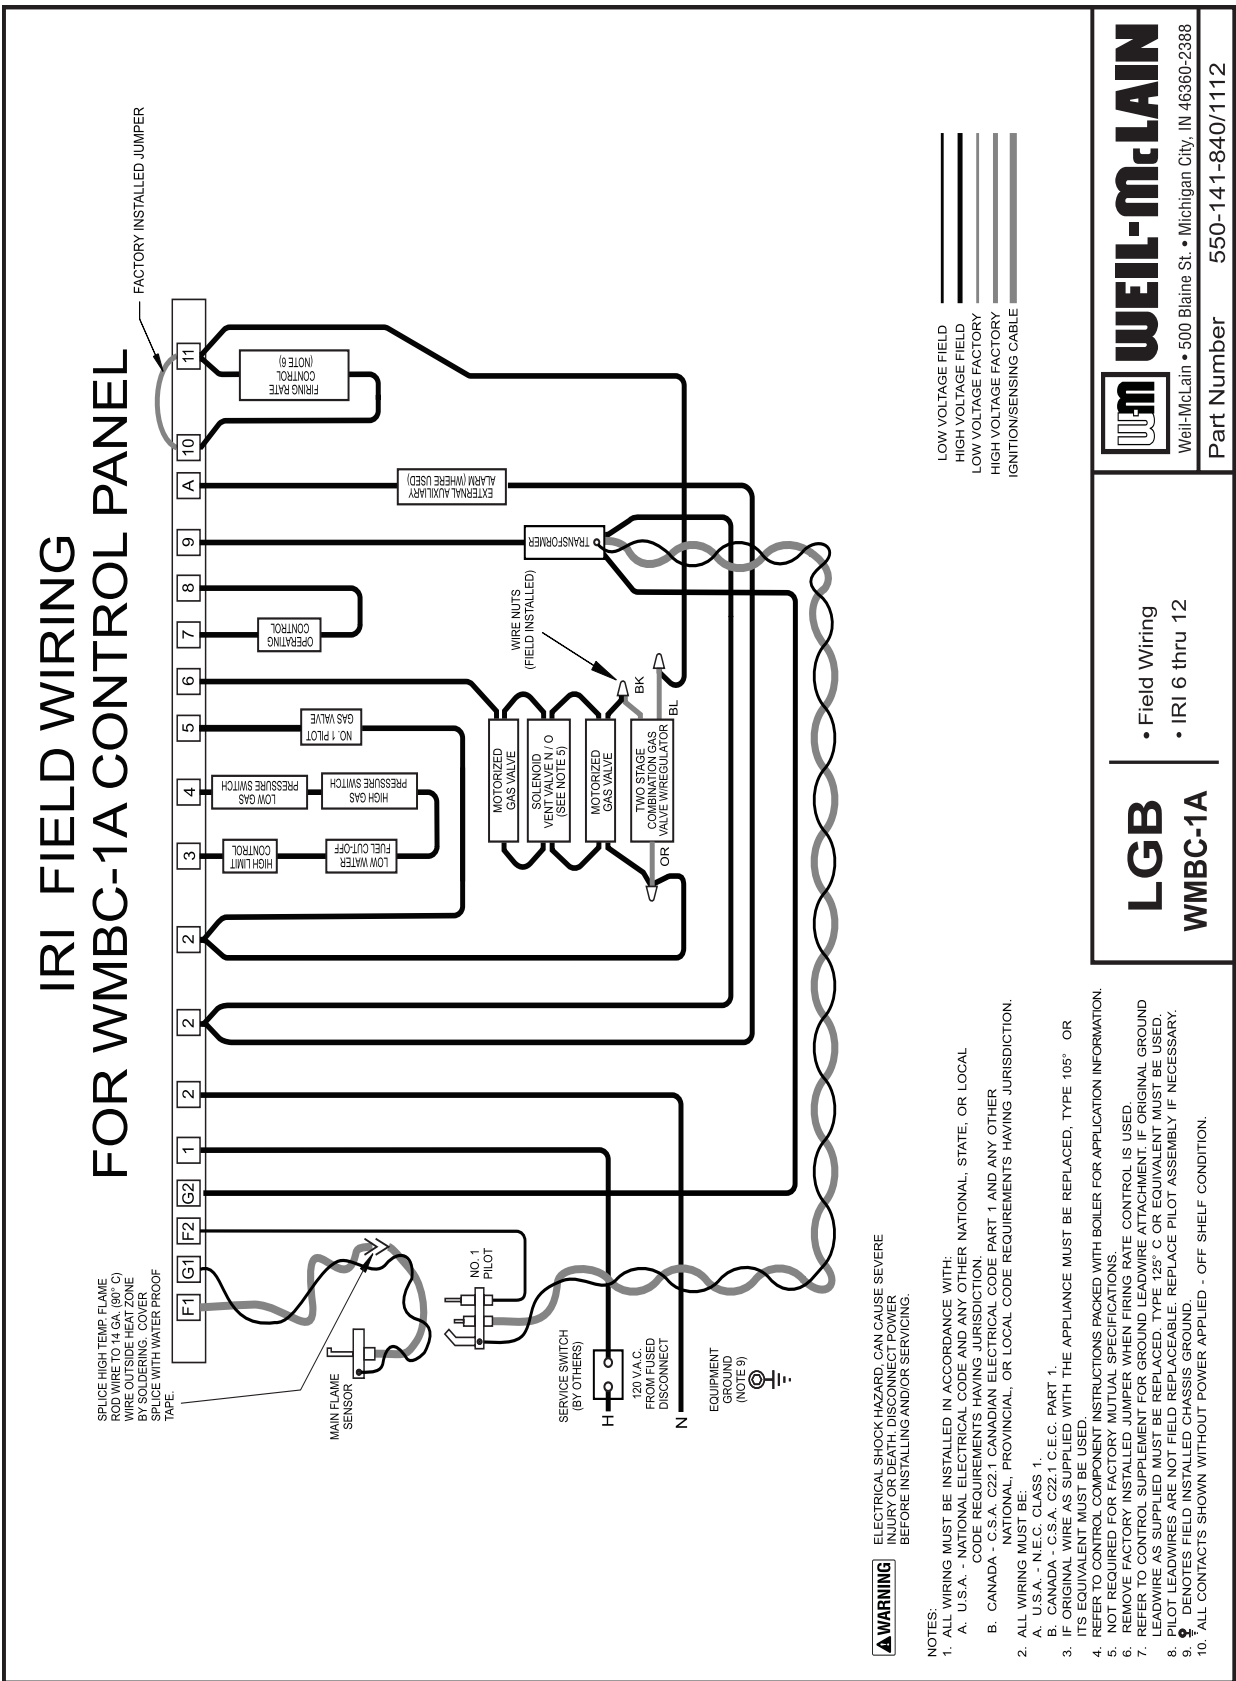 IRI FIELD WIRING
FOR WMBC-1A CONTROL PANEL
SPLICE HIGH TEMP. FLAME
ROD WIRE TO 14 GA. (90° C)
WIRE OUTSIDE HEAT ZONE
BY SOLDERING. COVER
SPLICE WITH WATER PROOF
TAPE.
FACTORY INSTALLED JUMPER
F1
G1
F2
G2
1
2
2
2
3
4
5
6
7
8
9
A
10
11
HIGH LIMIT
CONTROL
LOW WATER
FUEL CUT-OFF
LOW GAS
PRESSURE SWITCH
HIGH GAS
PRESSURE SWITCH
NO. 1 PILOT
GAS VALVE
OPERATING
CONTROL
EXTERNAL AUXILIARY
ALARM (WHERE USED)
FIRING RATE
CONTROL
(NOTE 6)
MAIN FLAME
SENSOR
NO. 1
PILOT
MOTORIZED
GAS VALVE
SOLENOID
VENT VALVE N / O
(SEE NOTE 5)
MOTORIZED
GAS VALVE
TWO STAGE
COMBINATION GAS
VALVE W/REGULATOR
OR
BK
BL
WIRE NUTS
(FIELD INSTALLED)
TRANSFORMER
SERVICE SWITCH
(BY OTHERS)
H
120 V.A.C.
FROM FUSED
DISCONNECT
N
EQUIPMENT
GROUND
(NOTE 9)
LOW VOLTAGE FIELD
HIGH VOLTAGE FIELD
LOW VOLTAGE FACTORY
HIGH VOLTAGE FACTORY
IGNITION/SENSING CABLE
WARNING
ELECTRICAL SHOCK HAZARD, CAN CAUSE SEVERE
INJURY OR DEATH. DISCONNECT POWER
BEFORE INSTALLING AND/OR SERVICING.
NOTES:
1. ALL WIRING MUST BE INSTALLED IN ACCORDANCE WITH:
A. U.S.A. - NATIONAL ELECTRICAL CODE AND ANY OTHER NATIONAL, STATE, OR LOCAL
CODE REQUIREMENTS HAVING JURISDICTION.
B. CANADA - C.S.A. C22.1 CANADIAN ELECTRICAL CODE PART 1 AND ANY OTHER
NATIONAL, PROVINCIAL, OR LOCAL CODE REQUIREMENTS HAVING JURISDICTION.
2. ALL WIRING MUST BE:
A. U.S.A. - N.E.C. CLASS 1.
B. CANADA - C.S.A. C22.1 C.E.C. PART 1.
3. IF ORIGINAL WIRE AS SUPPLIED WITH THE APPLIANCE MUST BE REPLACED, TYPE 105° OR
ITS EQUIVALENT MUST BE USED.
4. REFER TO CONTROL COMPONENT INSTRUCTIONS PACKED WITH BOILER FOR APPLICATION INFORMATION.
5. NOT REQUIRED FOR FACTORY MUTUAL SPECIFICATIONS.
6. REMOVE FACTORY INSTALLED JUMPER WHEN FIRING RATE CONTROL IS USED.
7. REFER TO CONTROL SUPPLEMENT FOR GROUND LEADWIRE ATTACHMENT. IF ORIGINAL GROUND
LEADWIRE AS SUPPLIED MUST BE REPLACED. TYPE 125° C OR EQUIVALENT MUST BE USED.
8. PILOT LEADWIRES ARE NOT FIELD REPLACEABLE. REPLACE PILOT ASSEMBLY IF NECESSARY.
9. DENOTES FIELD INSTALLED CHASSIS GROUND.
10. ALL CONTACTS SHOWN WITHOUT POWER APPLIED - OFF SHELF CONDITION.
LGB
WMBC-1A
• Field Wiring
• IRI 6 thru 12
W-m WEIL-McLAIN
Weil-McLain • 500 Blaine St. • Michigan City, IN 46360-2388
Part Number 550-141-840/1112